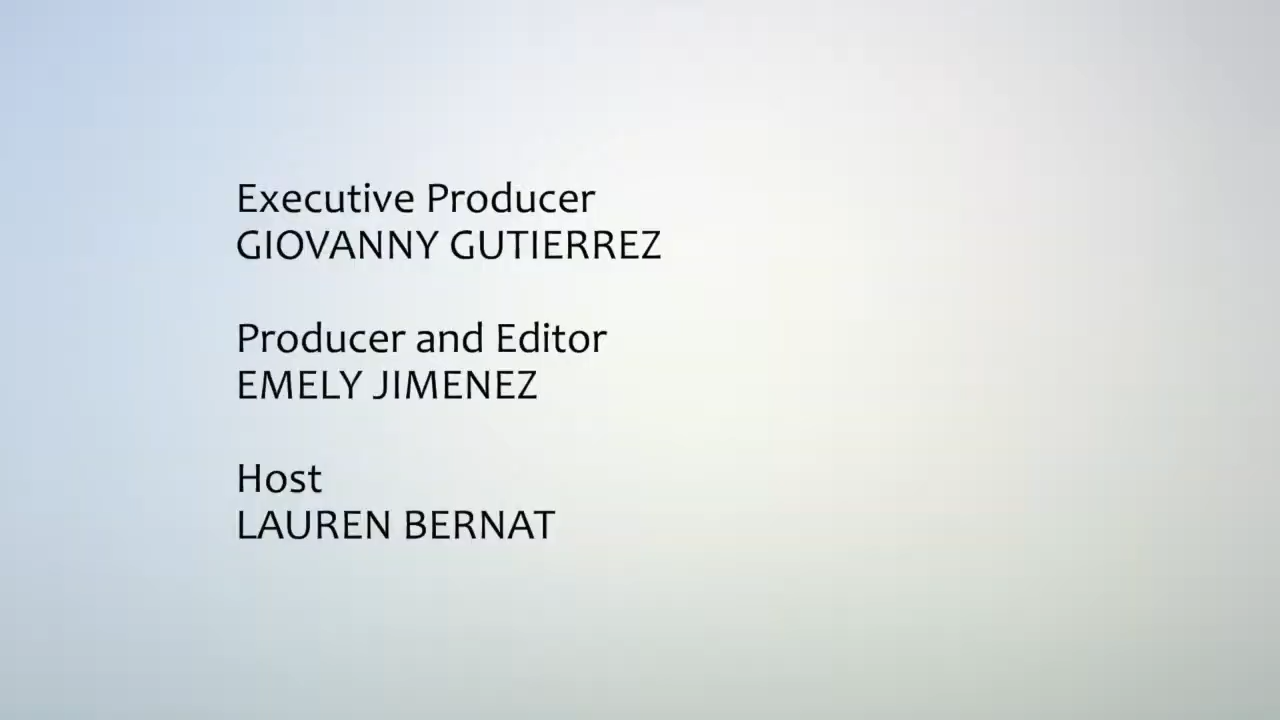 Executive Producer
GIOVANNY GUTIERREZ
Producer and Editor
EMELY JIMENEZ
Host
LAUREN BERNAT